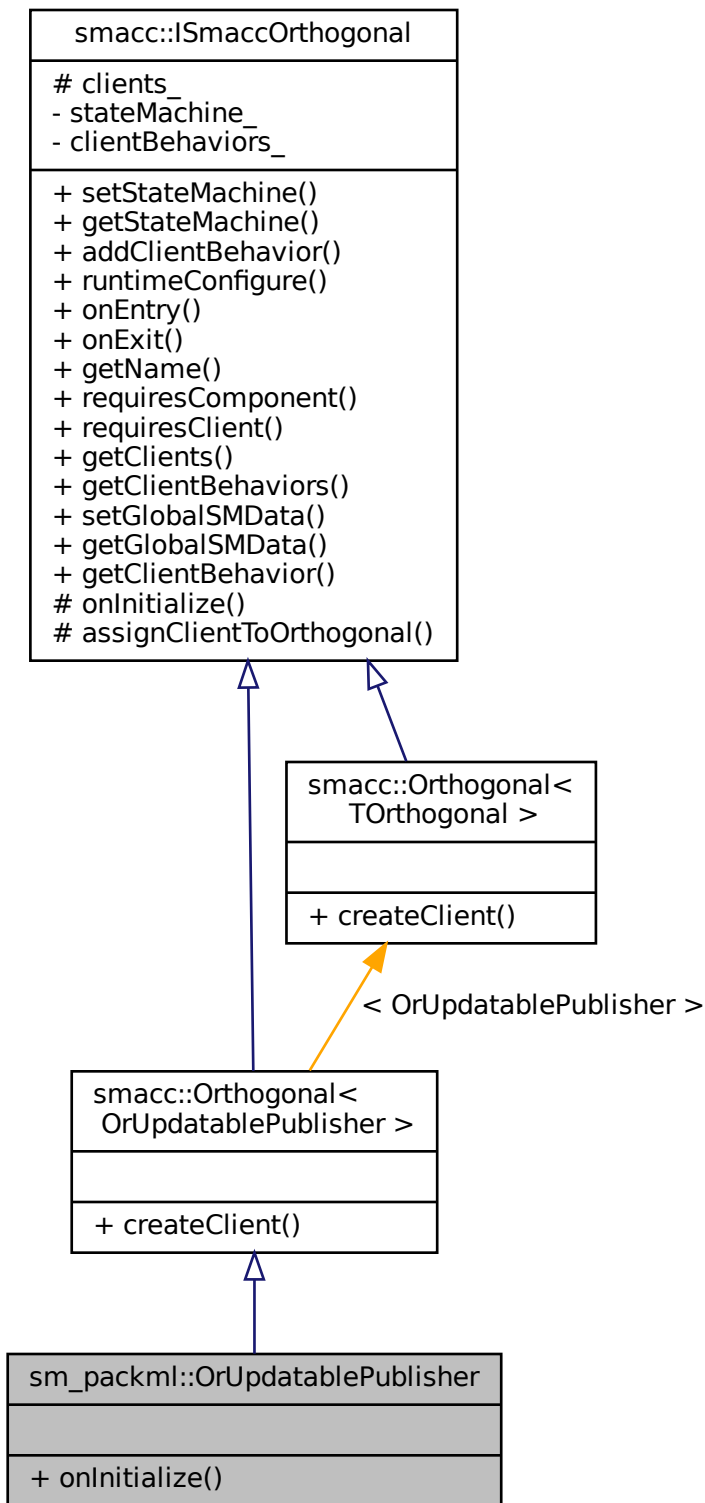 smacc::ISmaccOrthogonal
# clients_
- stateMachine_
- clientBehaviors_
+ setStateMachine()
+ getStateMachine()
+ addClientBehavior()
+ runtimeConfigure()
+ onEntry()
+ onExit()
+ getName()
+ requiresComponent()
+ requiresClient()
+ getClients()
+ getClientBehaviors()
+ setGlobalSMData()
+ getGlobalSMData()
+ getClientBehavior()
# onInitialize()
# assignClientToOrthogonal()
smacc::Orthogonal<
TOrthogonal >
+ createClient()
< OrUpdatablePublisher >
smacc::Orthogonal<
OrUpdatablePublisher >
+ createClient()
sm_packml::OrUpdatablePublisher
+ onInitialize()